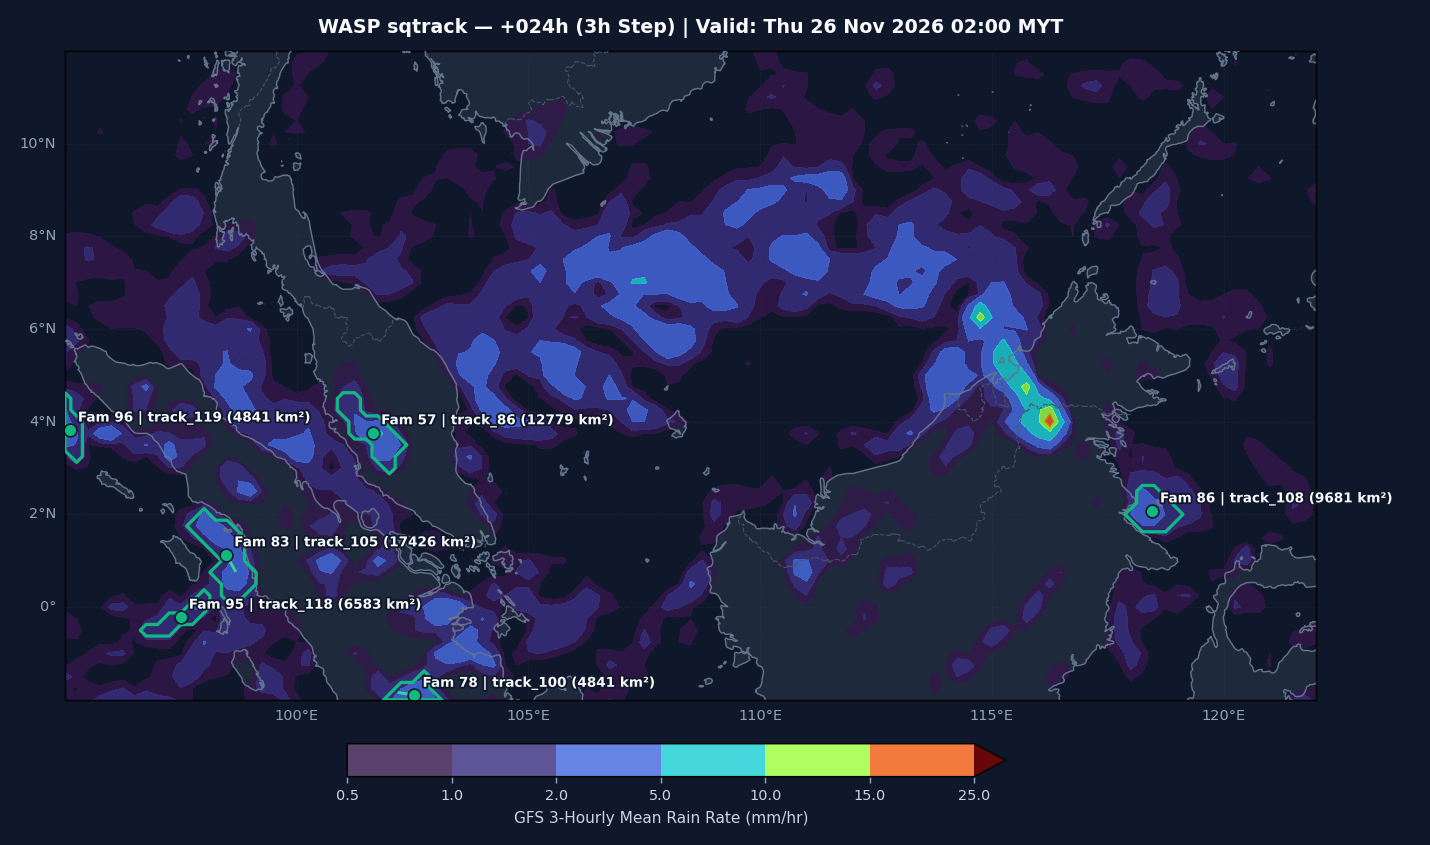 WASP sqtrack — +024h (3h Step) | Valid: Thu 26 Nov 2026 02:00 MYT
10°N
8°N
6°N
4°N
2°N
0°
Fam 96 | track_119 (4841 km²)
Fam 57 | track_86 (12779 km²)
Fam 86 | track_108 (9681 km²)
Fam 83 | track_105 (17426 km²)
Fam 95 | track_118 (6583 km²)
Fam 78 | track_100 (4841 km²)
100°E 105°E 110°E 115°E 120°E
0.5 1.0 2.0 5.0 10.0 15.0 25.0
GFS 3-Hourly Mean Rain Rate (mm/hr)